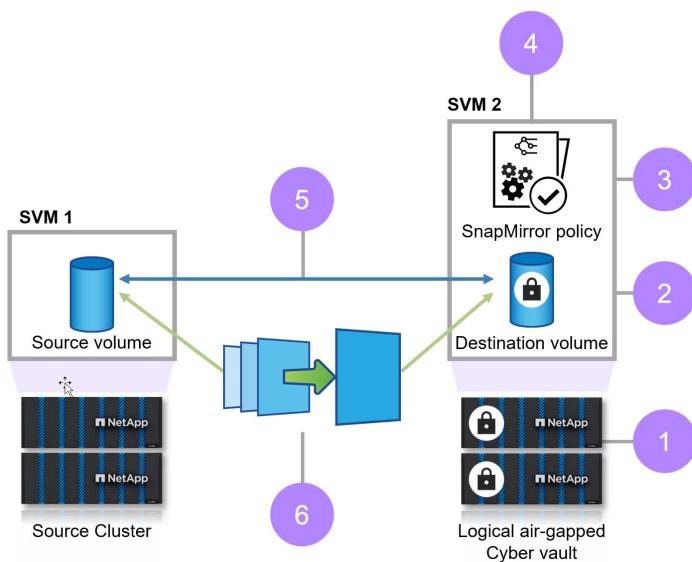 4
SVM 2
3
SnapMirror policy
5
SVM 1
2
Source volume
Destination volume
NetApp
NetApp
1
NetApp
NetApp
6
Source Cluster
Logical air-gapped
Cyber vault